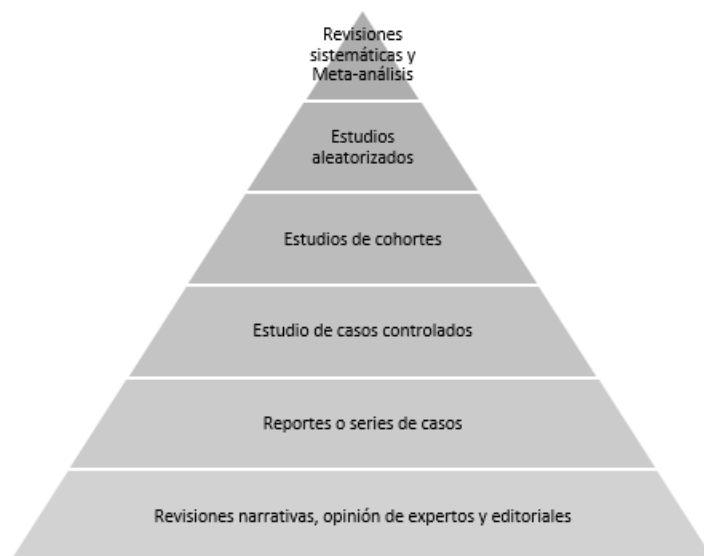 Revisiones
sistemáticas y
Meta-análisis
Estudios
aleatorizados
Estudios de cohortes
Estudio de casos controlados
Reportes o series de casos
Revisiones narrativas, opinión de expertos y editoriales